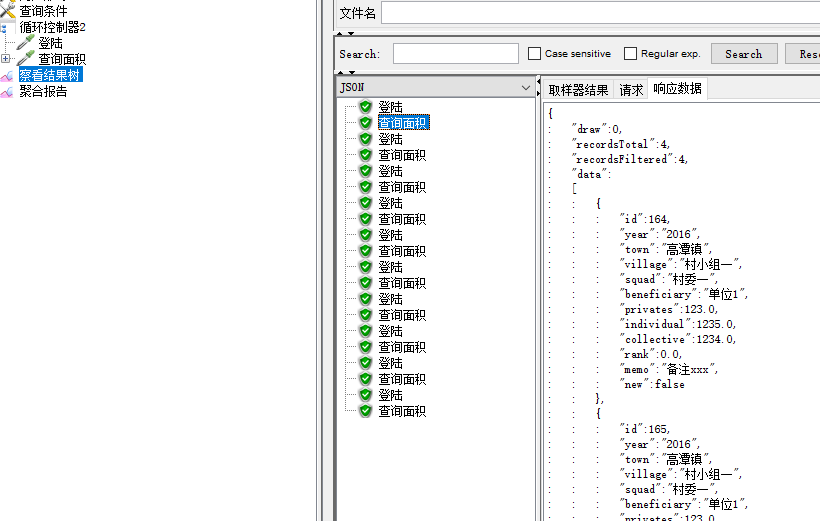 查询条件
循环控制器2
登陆
查询面积
察看结果树
聚合报告
文件名
Search: Case sensitive Regular exp. Search
JSON
登陆
查询面积
登陆
查询面积
登陆
查询面积
登陆
查询面积
登陆
查询面积
登陆
查询面积
登陆
查询面积
登陆
查询面积
登陆
查询面积
登陆
查询面积
取样器结果 请求 响应数据
{
: "draw":0,
: "recordsTotal":4,
: "recordsFiltered":4,
: "data":
: [
: : {
: : : "id":164,
: : : "year":"2016",
: : : "town":"高潭镇",
: : : "village":"村小组一",
: : : "squad":"村委一",
: : : "beneficiary":"单位1",
: : : "privates":123.0,
: : : "individual":1235.0,
: : : "collective":1234.0,
: : : "rank":0.0,
: : : "memo":"备注xxx",
: : : "new":false
: : },
: : {
: : : "id":165,
: : : "year":"2016",
: : : "town":"高潭镇",
: : : "village":"村小组一",
: : : "squad":"村委一",
: : : "beneficiary":"单位1",
: : : "privates":123.0